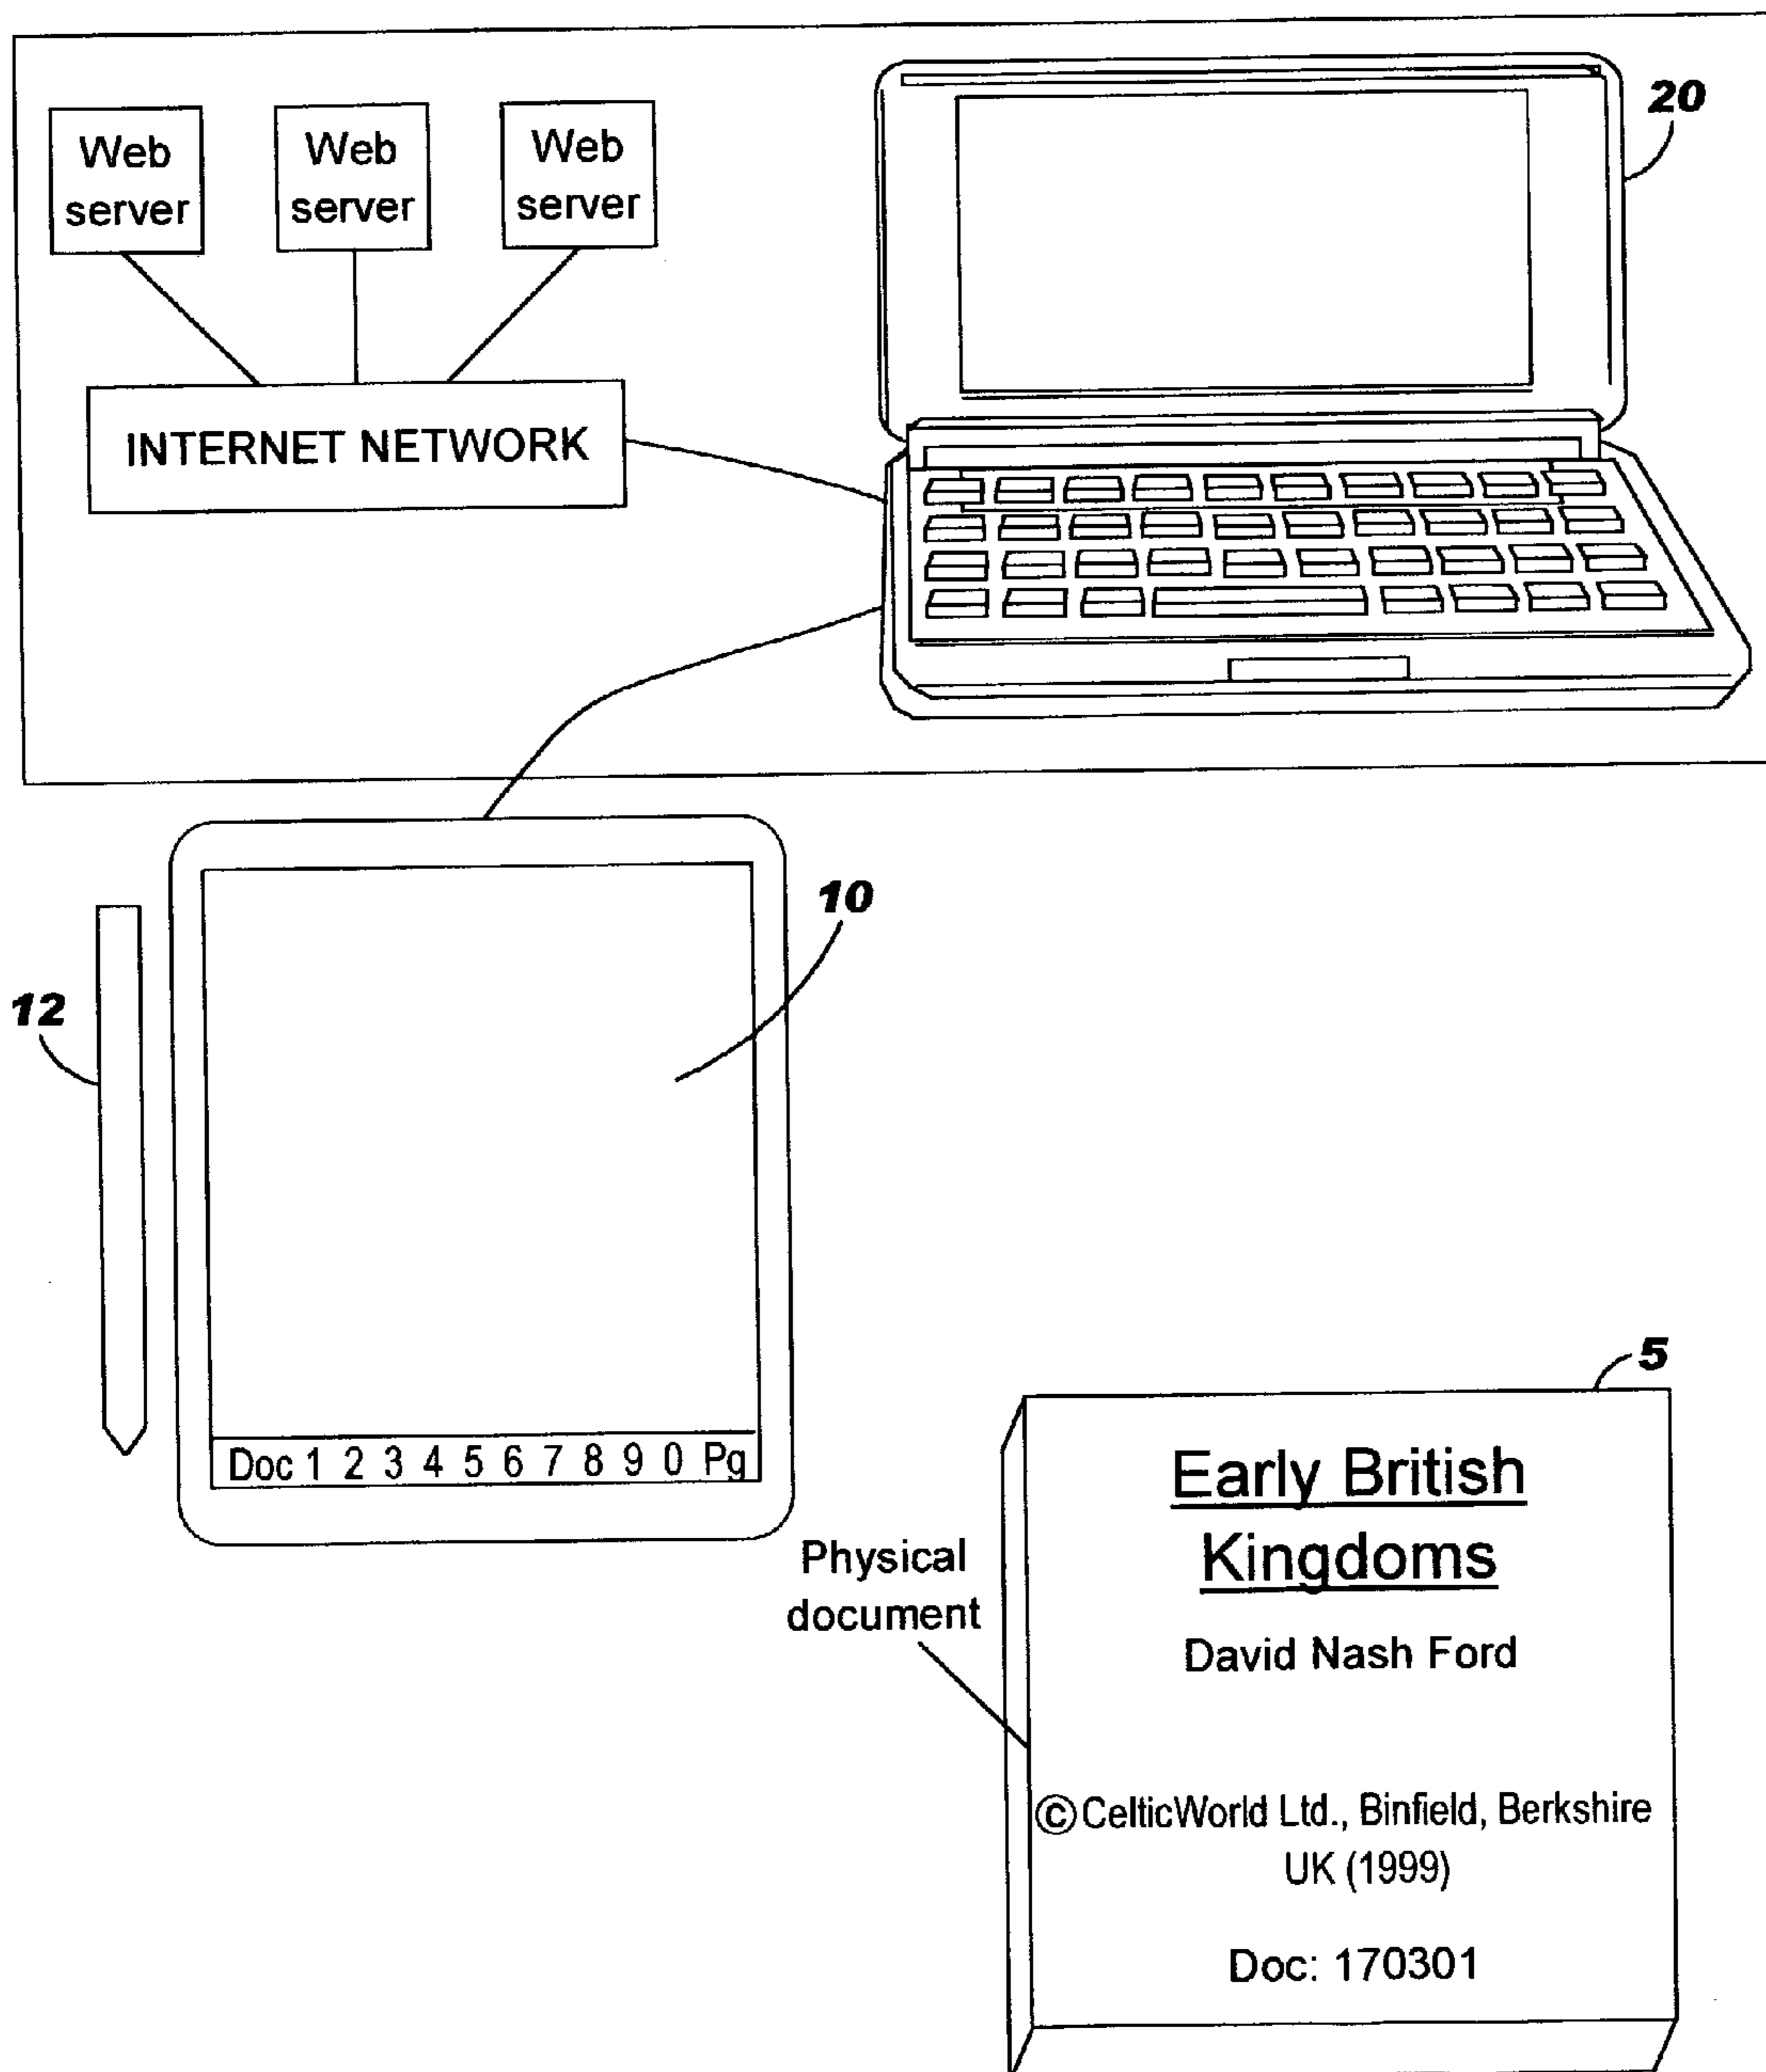 Web
server
Web
server
Web
server
20
INTERNET NETWORK
10
12
Doc 1 2 3 4 5 6 7 8 9 0 Pg
5
Physical
document
Early British
Kingdoms
David Nash Ford
©CelticWorld Ltd., Binfield, Berkshire
UK (1999)
Doc: 170301